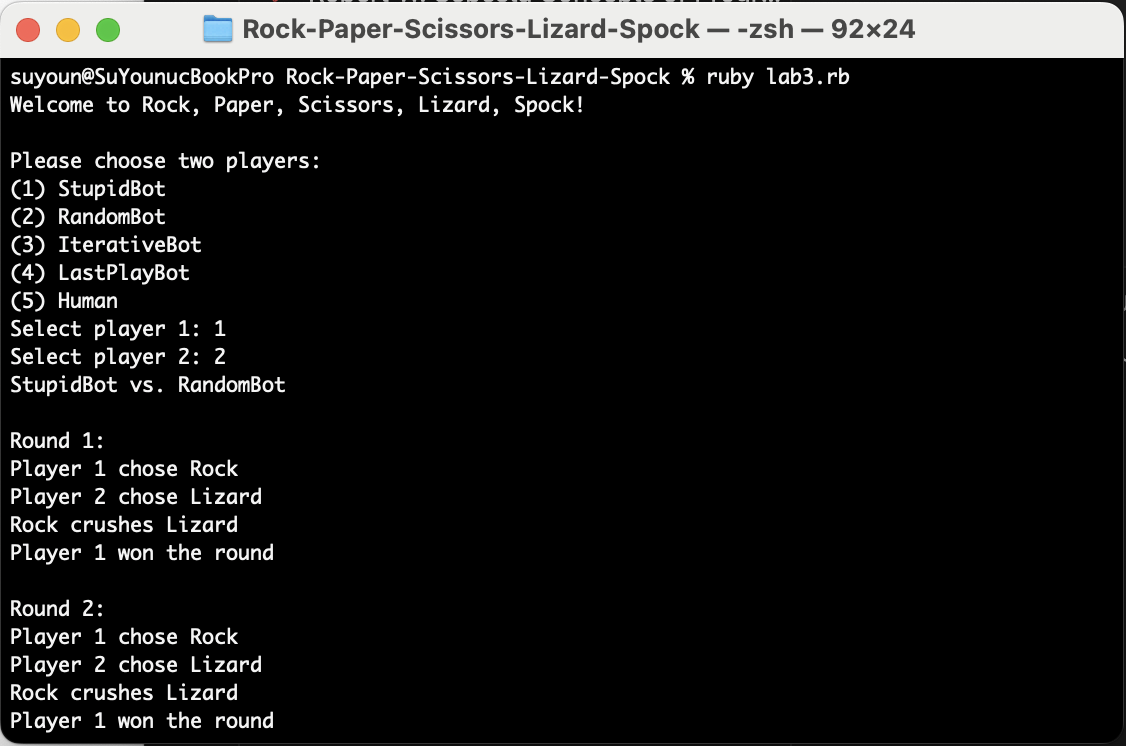 Rock-Paper-Scissors-Lizard-Spock — -zsh — 92×24
suyoun@SuYounucBookPro Rock-Paper-Scissors-Lizard-Spock % ruby lab3.rb
Welcome to Rock, Paper, Scissors, Lizard, Spock!
Please choose two players:
(1) StupidBot
(2) RandomBot
(3) IterativeBot
(4) LastPlayBot
(5) Human
Select player 1: 1
Select player 2: 2
StupidBot vs. RandomBot
Round 1:
Player 1 chose Rock
Player 2 chose Lizard
Rock crushes Lizard
Player 1 won the round
Round 2:
Player 1 chose Rock
Player 2 chose Lizard
Rock crushes Lizard
Player 1 won the round